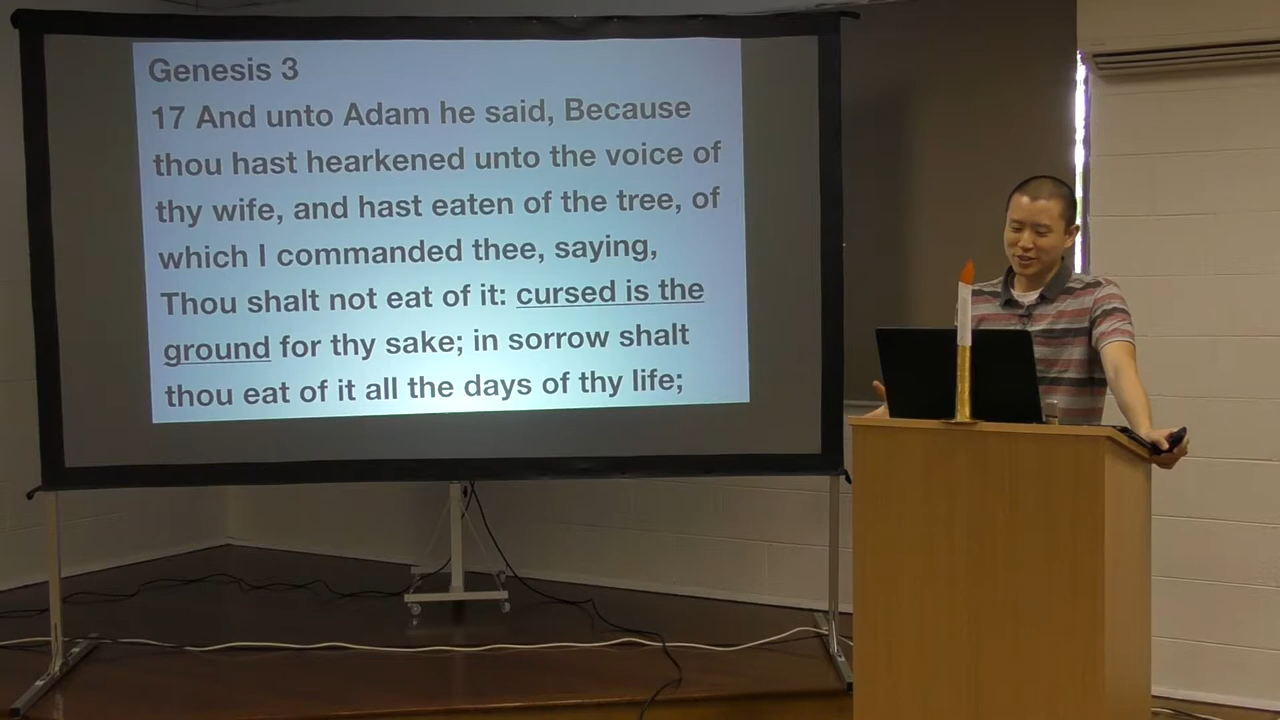 Genesis 3
17 And unto Adam he said, Because
thou hast hearkened unto the voice of
thy wife, and hast eaten of the tree, of
which I commanded thee, saying,
Thou shalt not eat of it: cursed is the
ground for thy sake; in sorrow shalt
thou eat of it all the days of thy life;